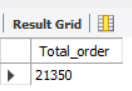 Result Grid
Total_order
21350